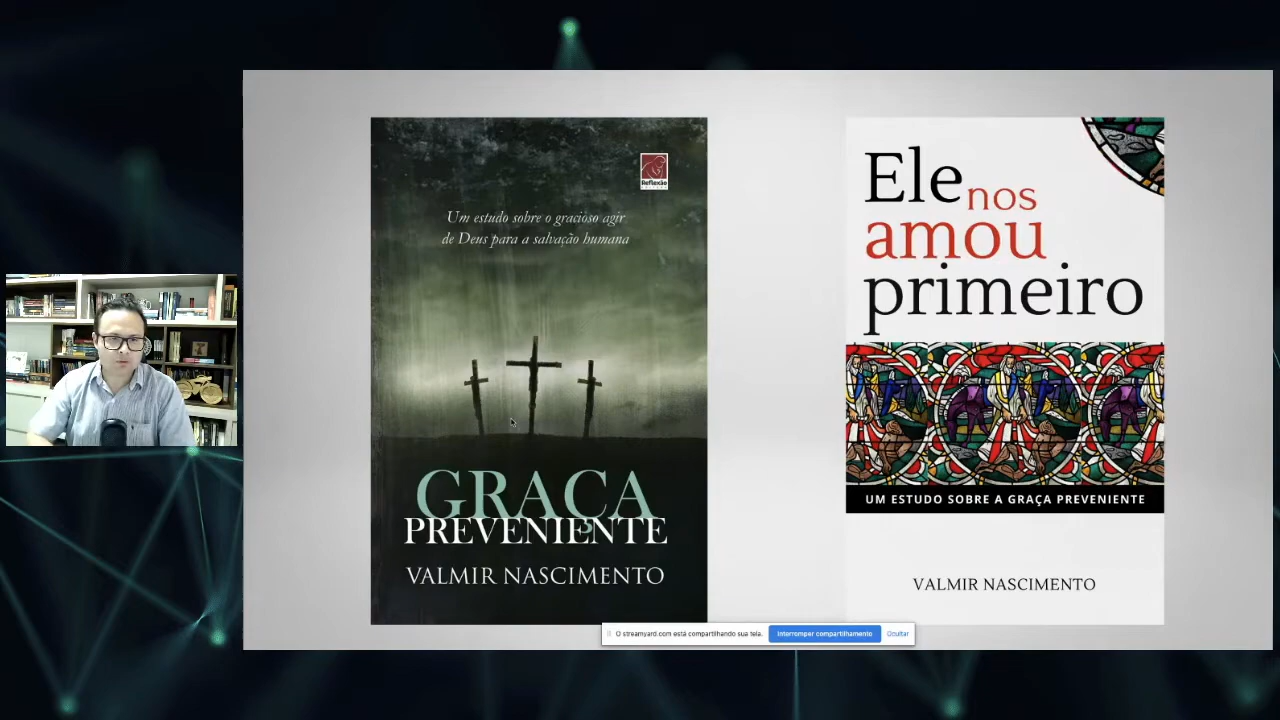 Reflexão
Um estudo sobre o gracioso agir
de Deus para a salvação humana
GRAÇA
PREVENIENTE
VALMIR NASCIMENTO
Ele nos
amou
primeiro
UM ESTUDO SOBRE A GRAÇA PREVENIENTE
VALMIR NASCIMENTO
O streamyard.com está compartilhando sua tela.
Interromper compartilhamento
Ocultar